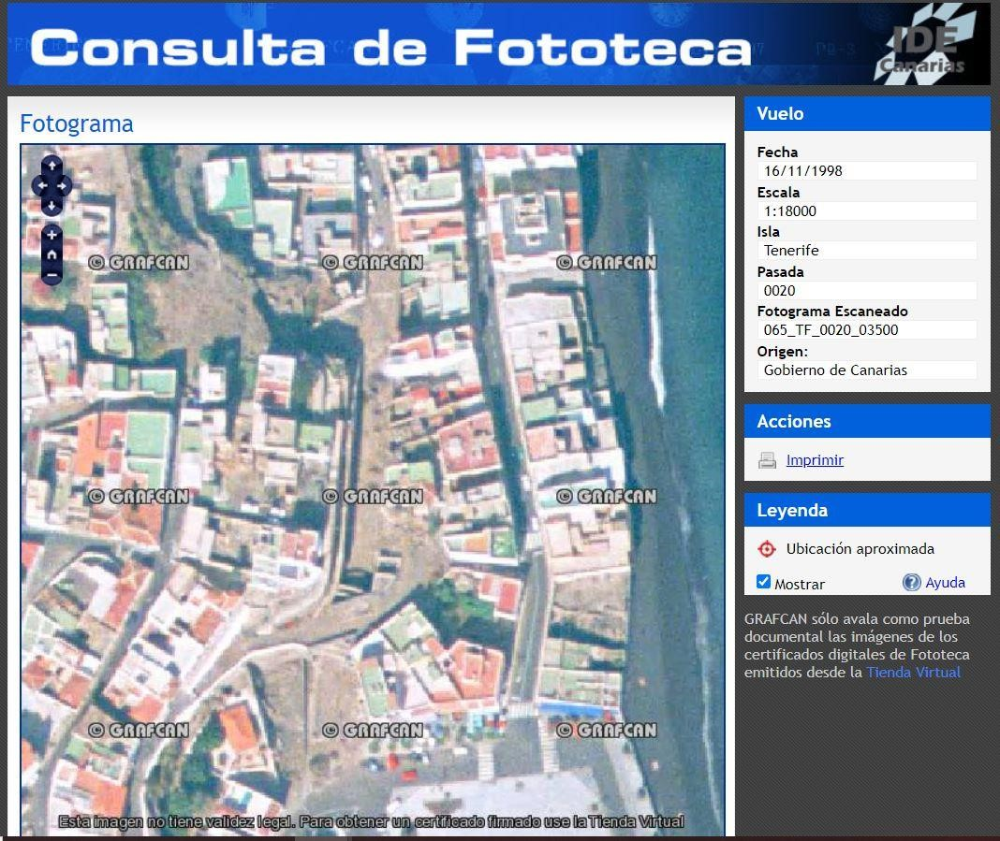 Consulta de Fototeca
IDE
Canarias
Fotograma
© GRAFCAN © GRAFCAN © GRAFCAN
© GRAFCAN © GRAFCAN © GRAFCAN
© GRAFCAN © GRAFCAN © GRAFCAN
Esta imagen no tiene validez legal. Para obtener un certificado firmado use la Tienda Virtual
Vuelo
Fecha
16/11/1998
Escala
1:18000
Isla
Tenerife
Pasada
0020
Fotograma Escaneado
065_TF_0020_03500
Origen:
Gobierno de Canarias
Acciones
Imprimir
Leyenda
Ubicación aproximada
Mostrar
? Ayuda
GRAFCAN sólo avala como prueba
documental las imágenes de los
certificados digitales de Fototeca
emitidos desde la Tienda Virtual